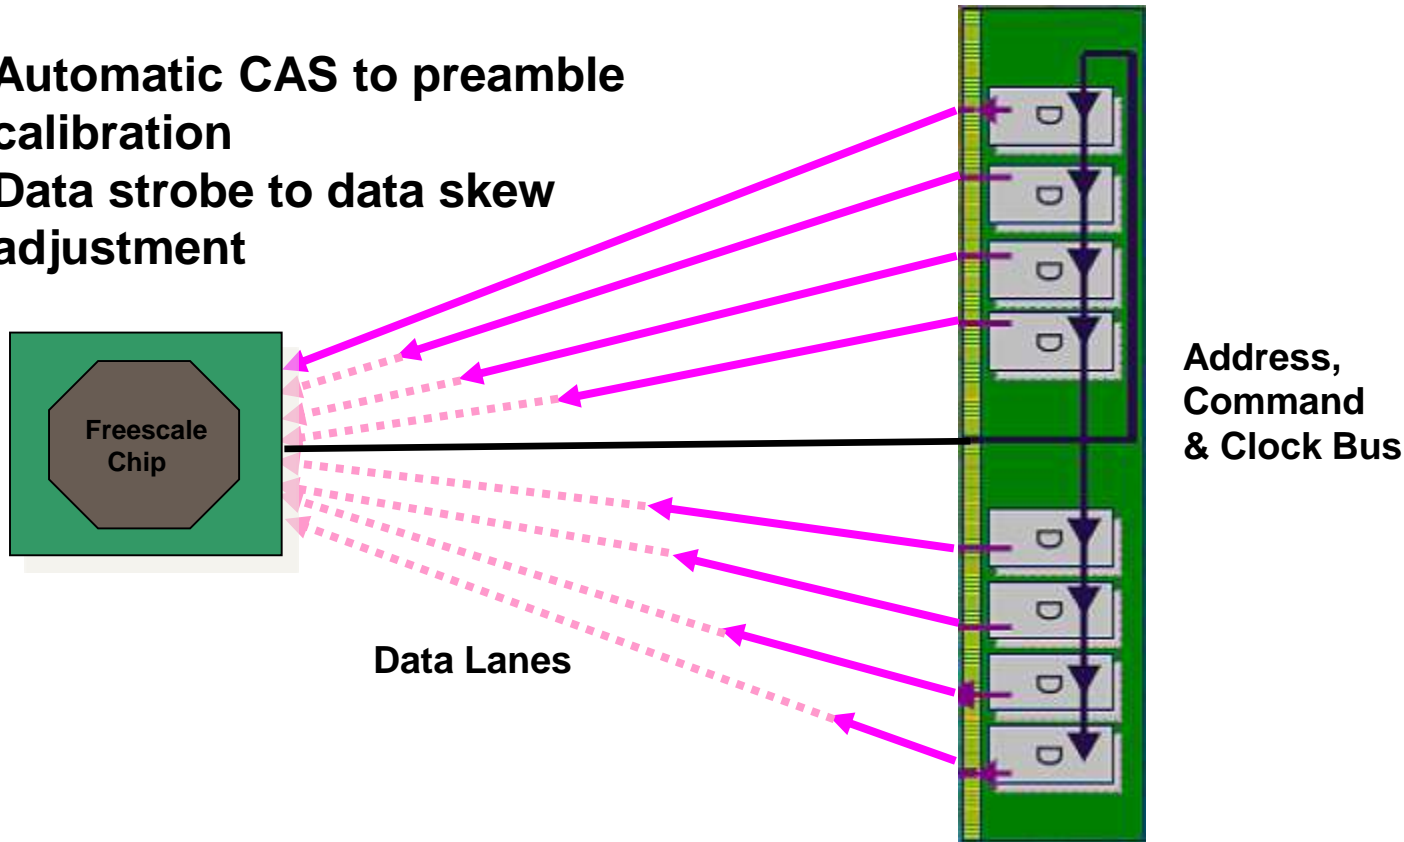 Automatic CAS to preamble
calibration
Data strobe to data skew
adjustment
D
D
D
D
Freescale
Chip
Address,
Command
& Clock Bus
D
D
D
D
Data Lanes